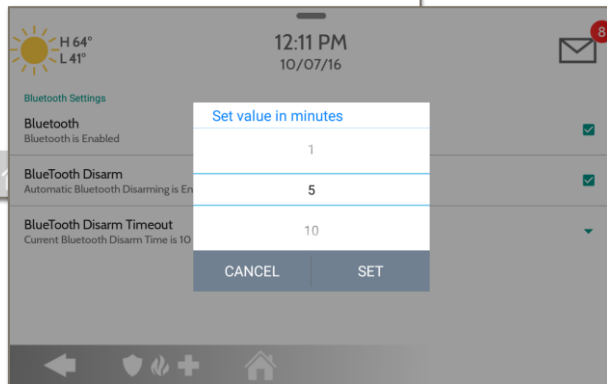 H 64°
L 41°
12:11 PM
10/07/16
8
Bluetooth Settings
Bluetooth
Bluetooth is Enabled
BlueTooth Disarm
Automatic Bluetooth Disarming is En
BlueTooth Disarm Timeout
Current Bluetooth Disarm Time is 10
Set value in minutes
1
5
10
CANCEL SET